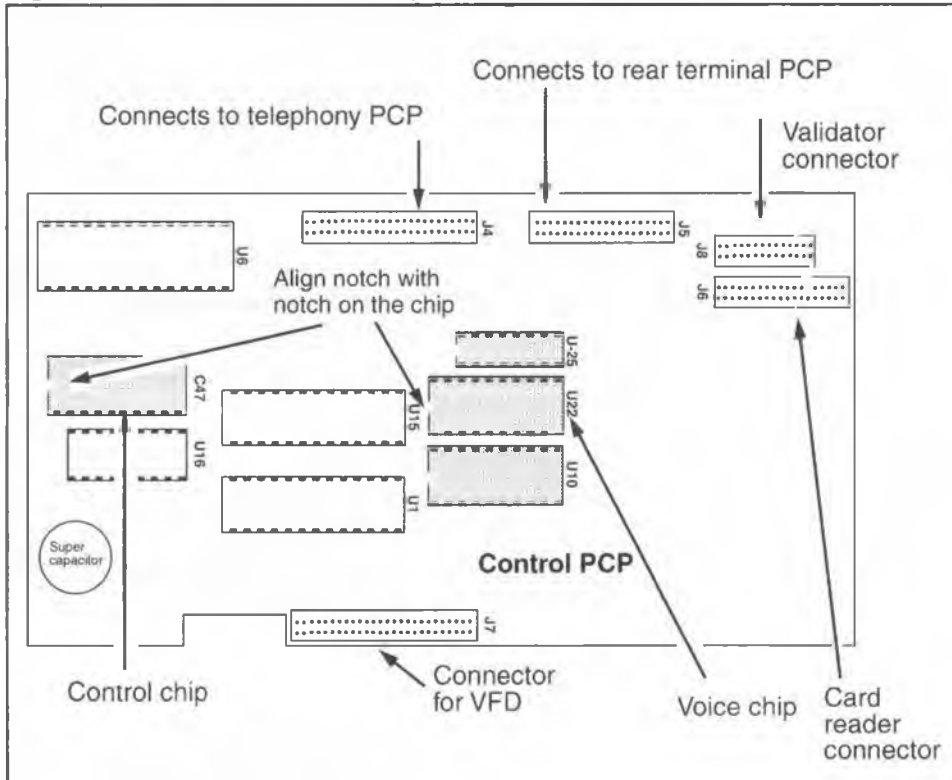 Connects to rear terminal PCP
Connects to telephony PCP
Validator
connector
J4
J5
J8
U6
J6
Align notch with
notch on the chip
U-25
C47
U15
U22
U16
U10
U1
Super
capacitor
Control PCP
J7
Control chip
Connector
for VFD
Voice chip
Card
reader
connector